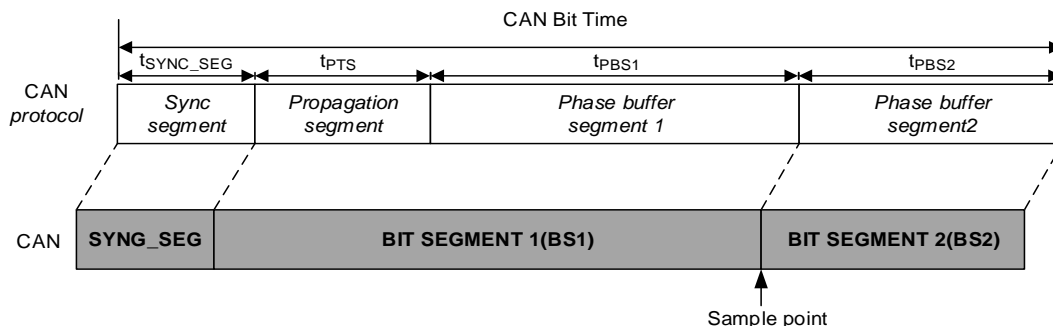 CAN Bit Time
tSYNC_SEG tPTS tPBS1 tPBS2
CAN
protocol
Sync
segment
Propagation
segment
Phase buffer
segment 1
Phase buffer
segment2
CAN SYNG_SEG BIT SEGMENT 1(BS1) BIT SEGMENT 2(BS2)
Sample point